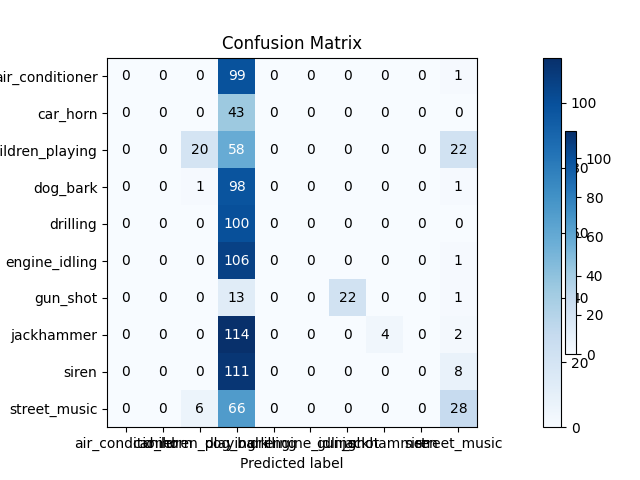 Confusion Matrix
air_conditioner 0 0 0 99 0 0 0 0 0 1
car_horn 0 0 0 43 0 0 0 0 0 0
ildren_playing 0 0 20 58 0 0 0 0 0 22
dog_bark 0 0 1 98 0 0 0 0 0 1
drilling 0 0 0 100 0 0 0 0 0 0
engine_idling 0 0 0 106 0 0 0 0 0 1
gun_shot 0 0 0 13 0 0 22 0 0 1
jackhammer 0 0 0 114 0 0 0 4 0 2
siren 0 0 0 111 0 0 0 0 0 8
street_music 0 0 6 66 0 0 0 0 0 28
street_music
Predicted label
100
80
60
40
20
0
100
80
60
40
20
0